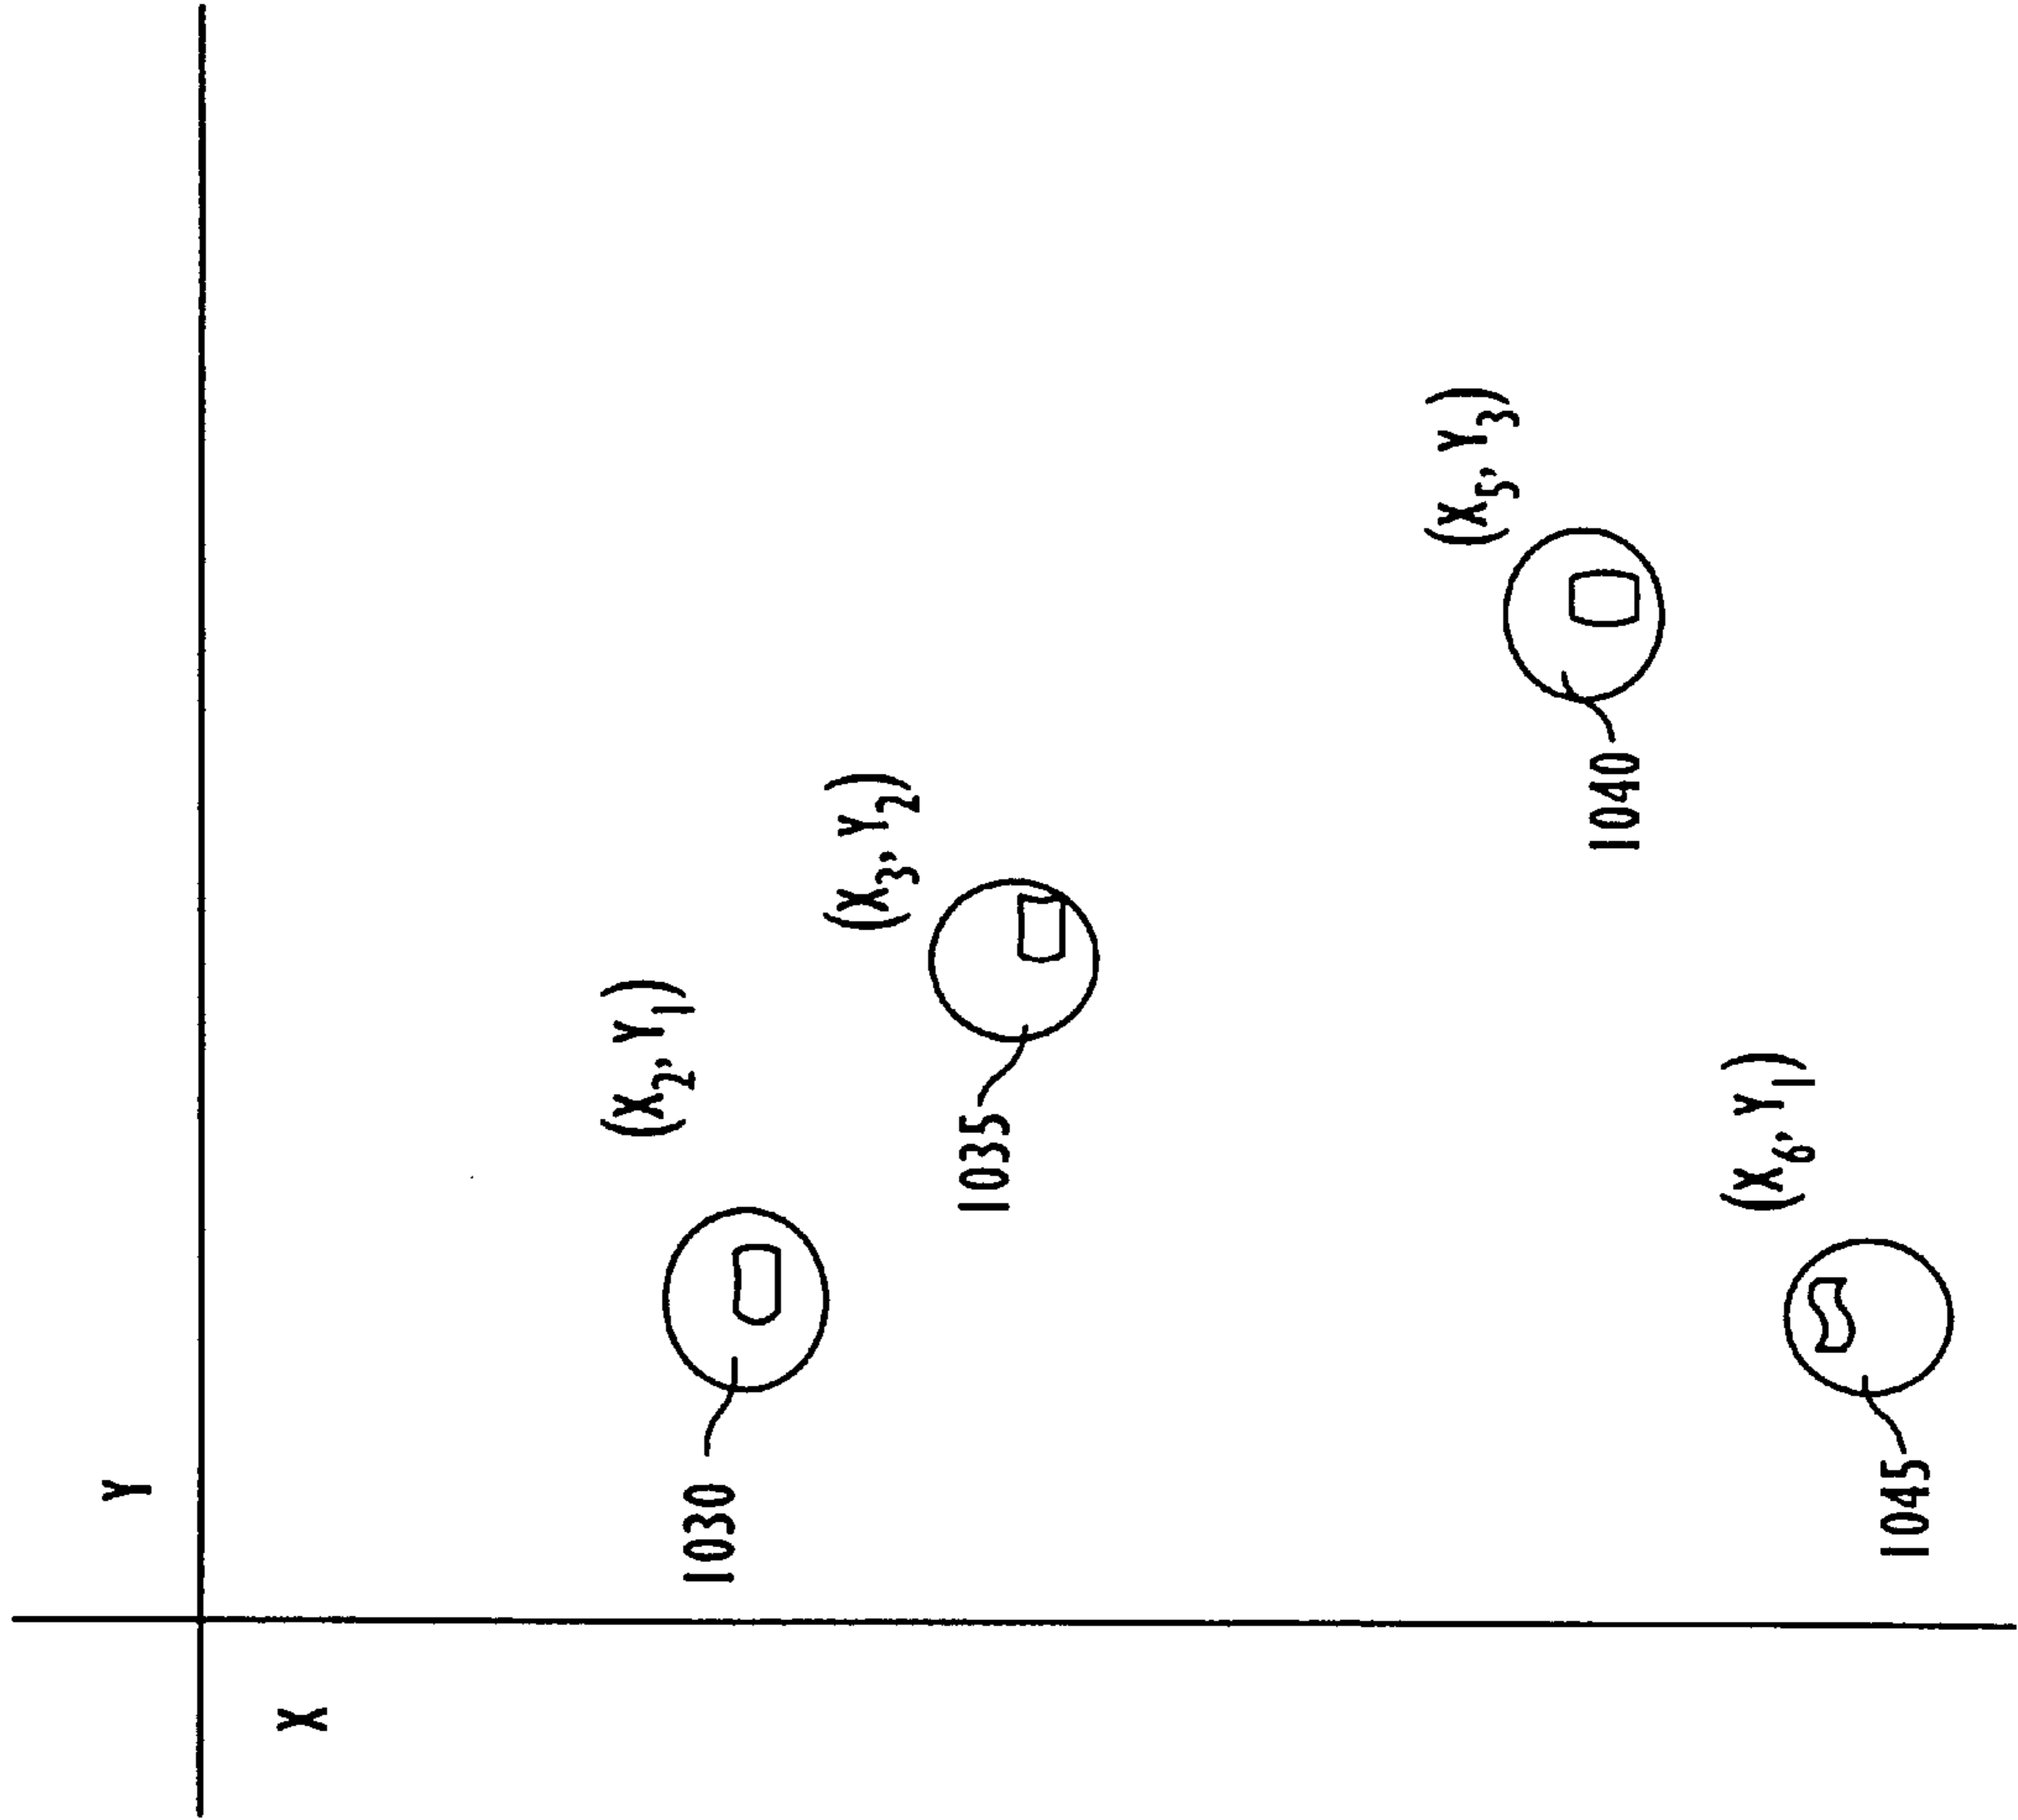 Y
X
(X2, Y1)
1030
(X3, Y2)
1035
(X5, Y3)
1040
(X6, Y1)
1045